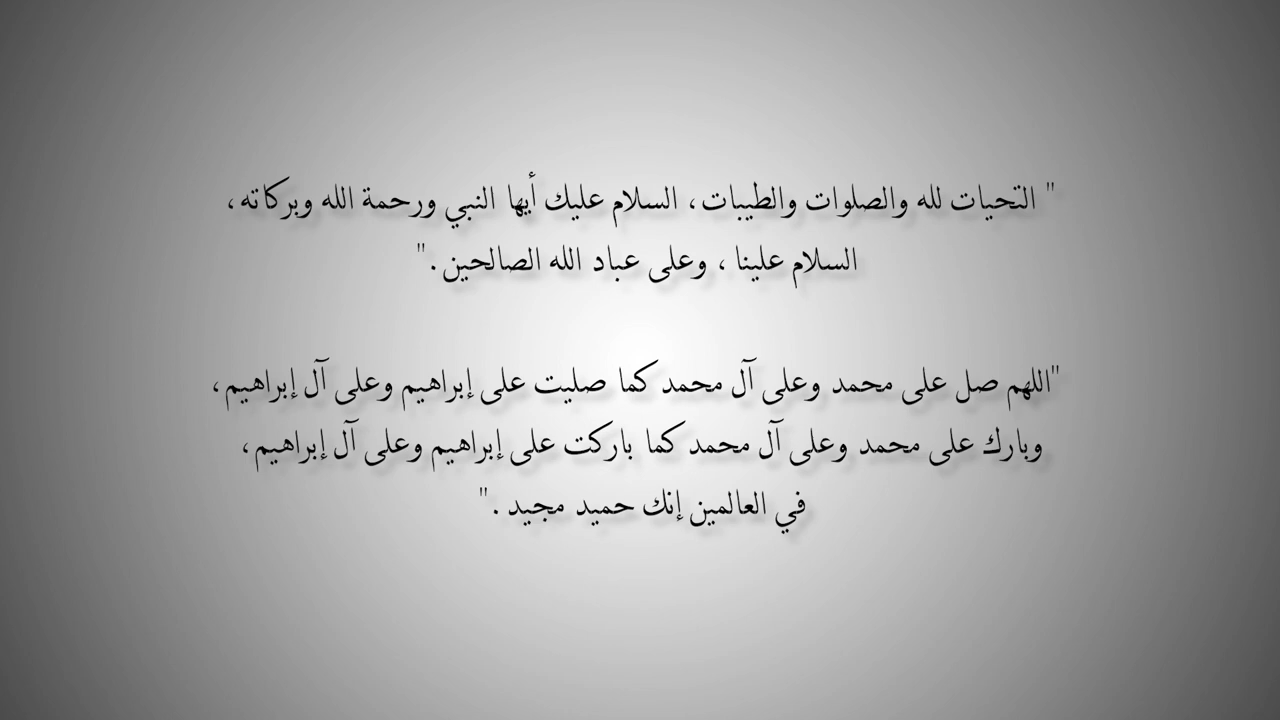 " التحيات لله والصلوات والطيبات، السلام عليك أيها النبي ورحمة الله وبركاته،
السلام علينا ، وعلى عباد الله الصالحين ."
"اللهم صل على محمد وعلى آل محمد كما صليت على إبراهيم وعلى آل إبراهيم،
وبارك على محمد وعلى آل محمد كما باركت على إبراهيم وعلى آل إبراهيم،
في العالمين إنك حميد مجيد ."